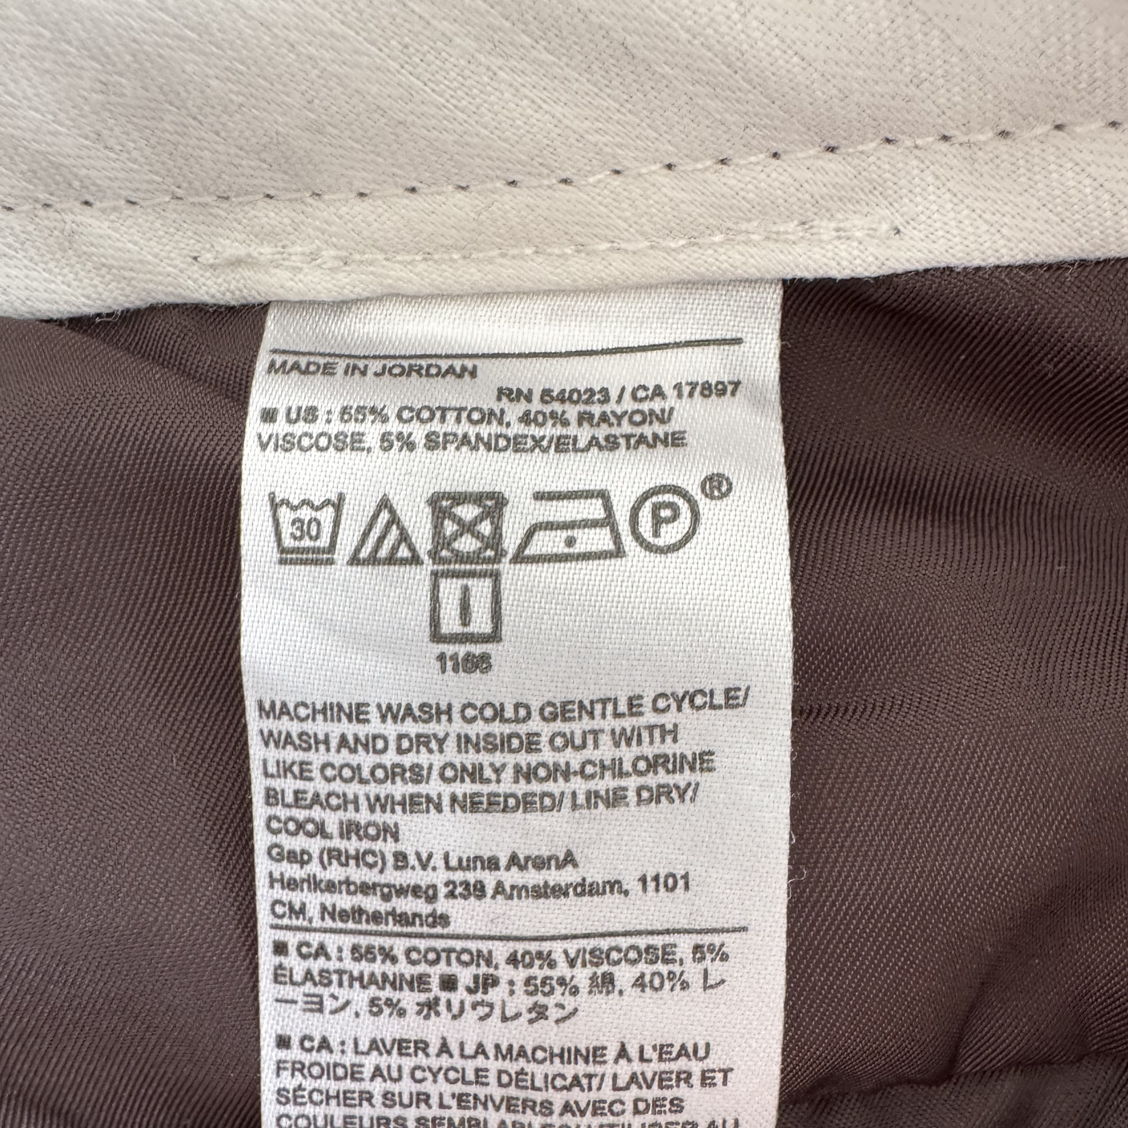 MADE IN JORDAN
RN 54023 / CA 17897
■ US : 55% COTTON, 40% RAYON/
VISCOSE, 5% SPANDEX/ELASTANE
30
P®
1166
MACHINE WASH COLD GENTLE CYCLE/
WASH AND DRY INSIDE OUT WITH
LIKE COLORS/ ONLY NON-CHLORINE
BLEACH WHEN NEEDED/ LINE DRY/
COOL IRON
Gap (RHC) B.V. Luna ArenA
Herikerbergweg 238 Amsterdam, 1101
CM, Netherlands
■ CA : 55% COTON, 40% VISCOSE, 5%
ÉLASTHANNE ■ JP : 55% 綿, 40% レ
ーヨン, 5% ポリウレタン
■ CA : LAVER À LA MACHINE À L'EAU
FROIDE AU CYCLE DÉLICAT/ LAVER ET
SÉCHER SUR L'ENVERS AVEC DES
COULEURS SEMBLABLES/ UTILISER AU